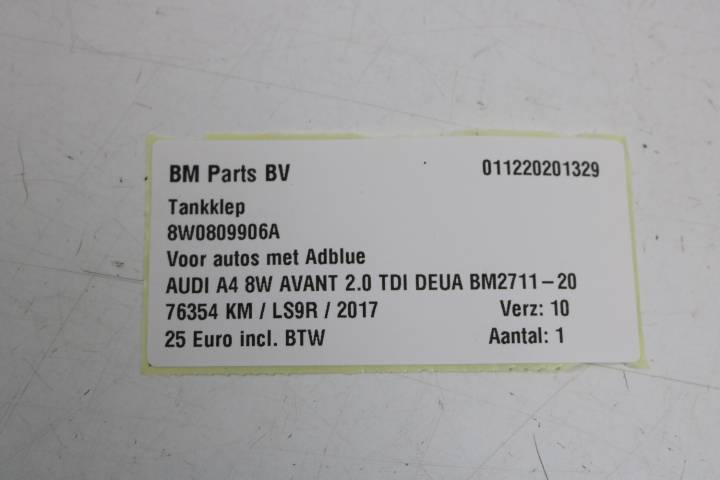 BM Parts BV 011220201329
Tankklep
8W0809906A
Voor autos met Adblue
AUDI A4 8W AVANT 2.0 TDI DEUA BM2711-20
76354 KM / LS9R / 2017 Verz: 10
25 Euro incl. BTW Aantal: 1